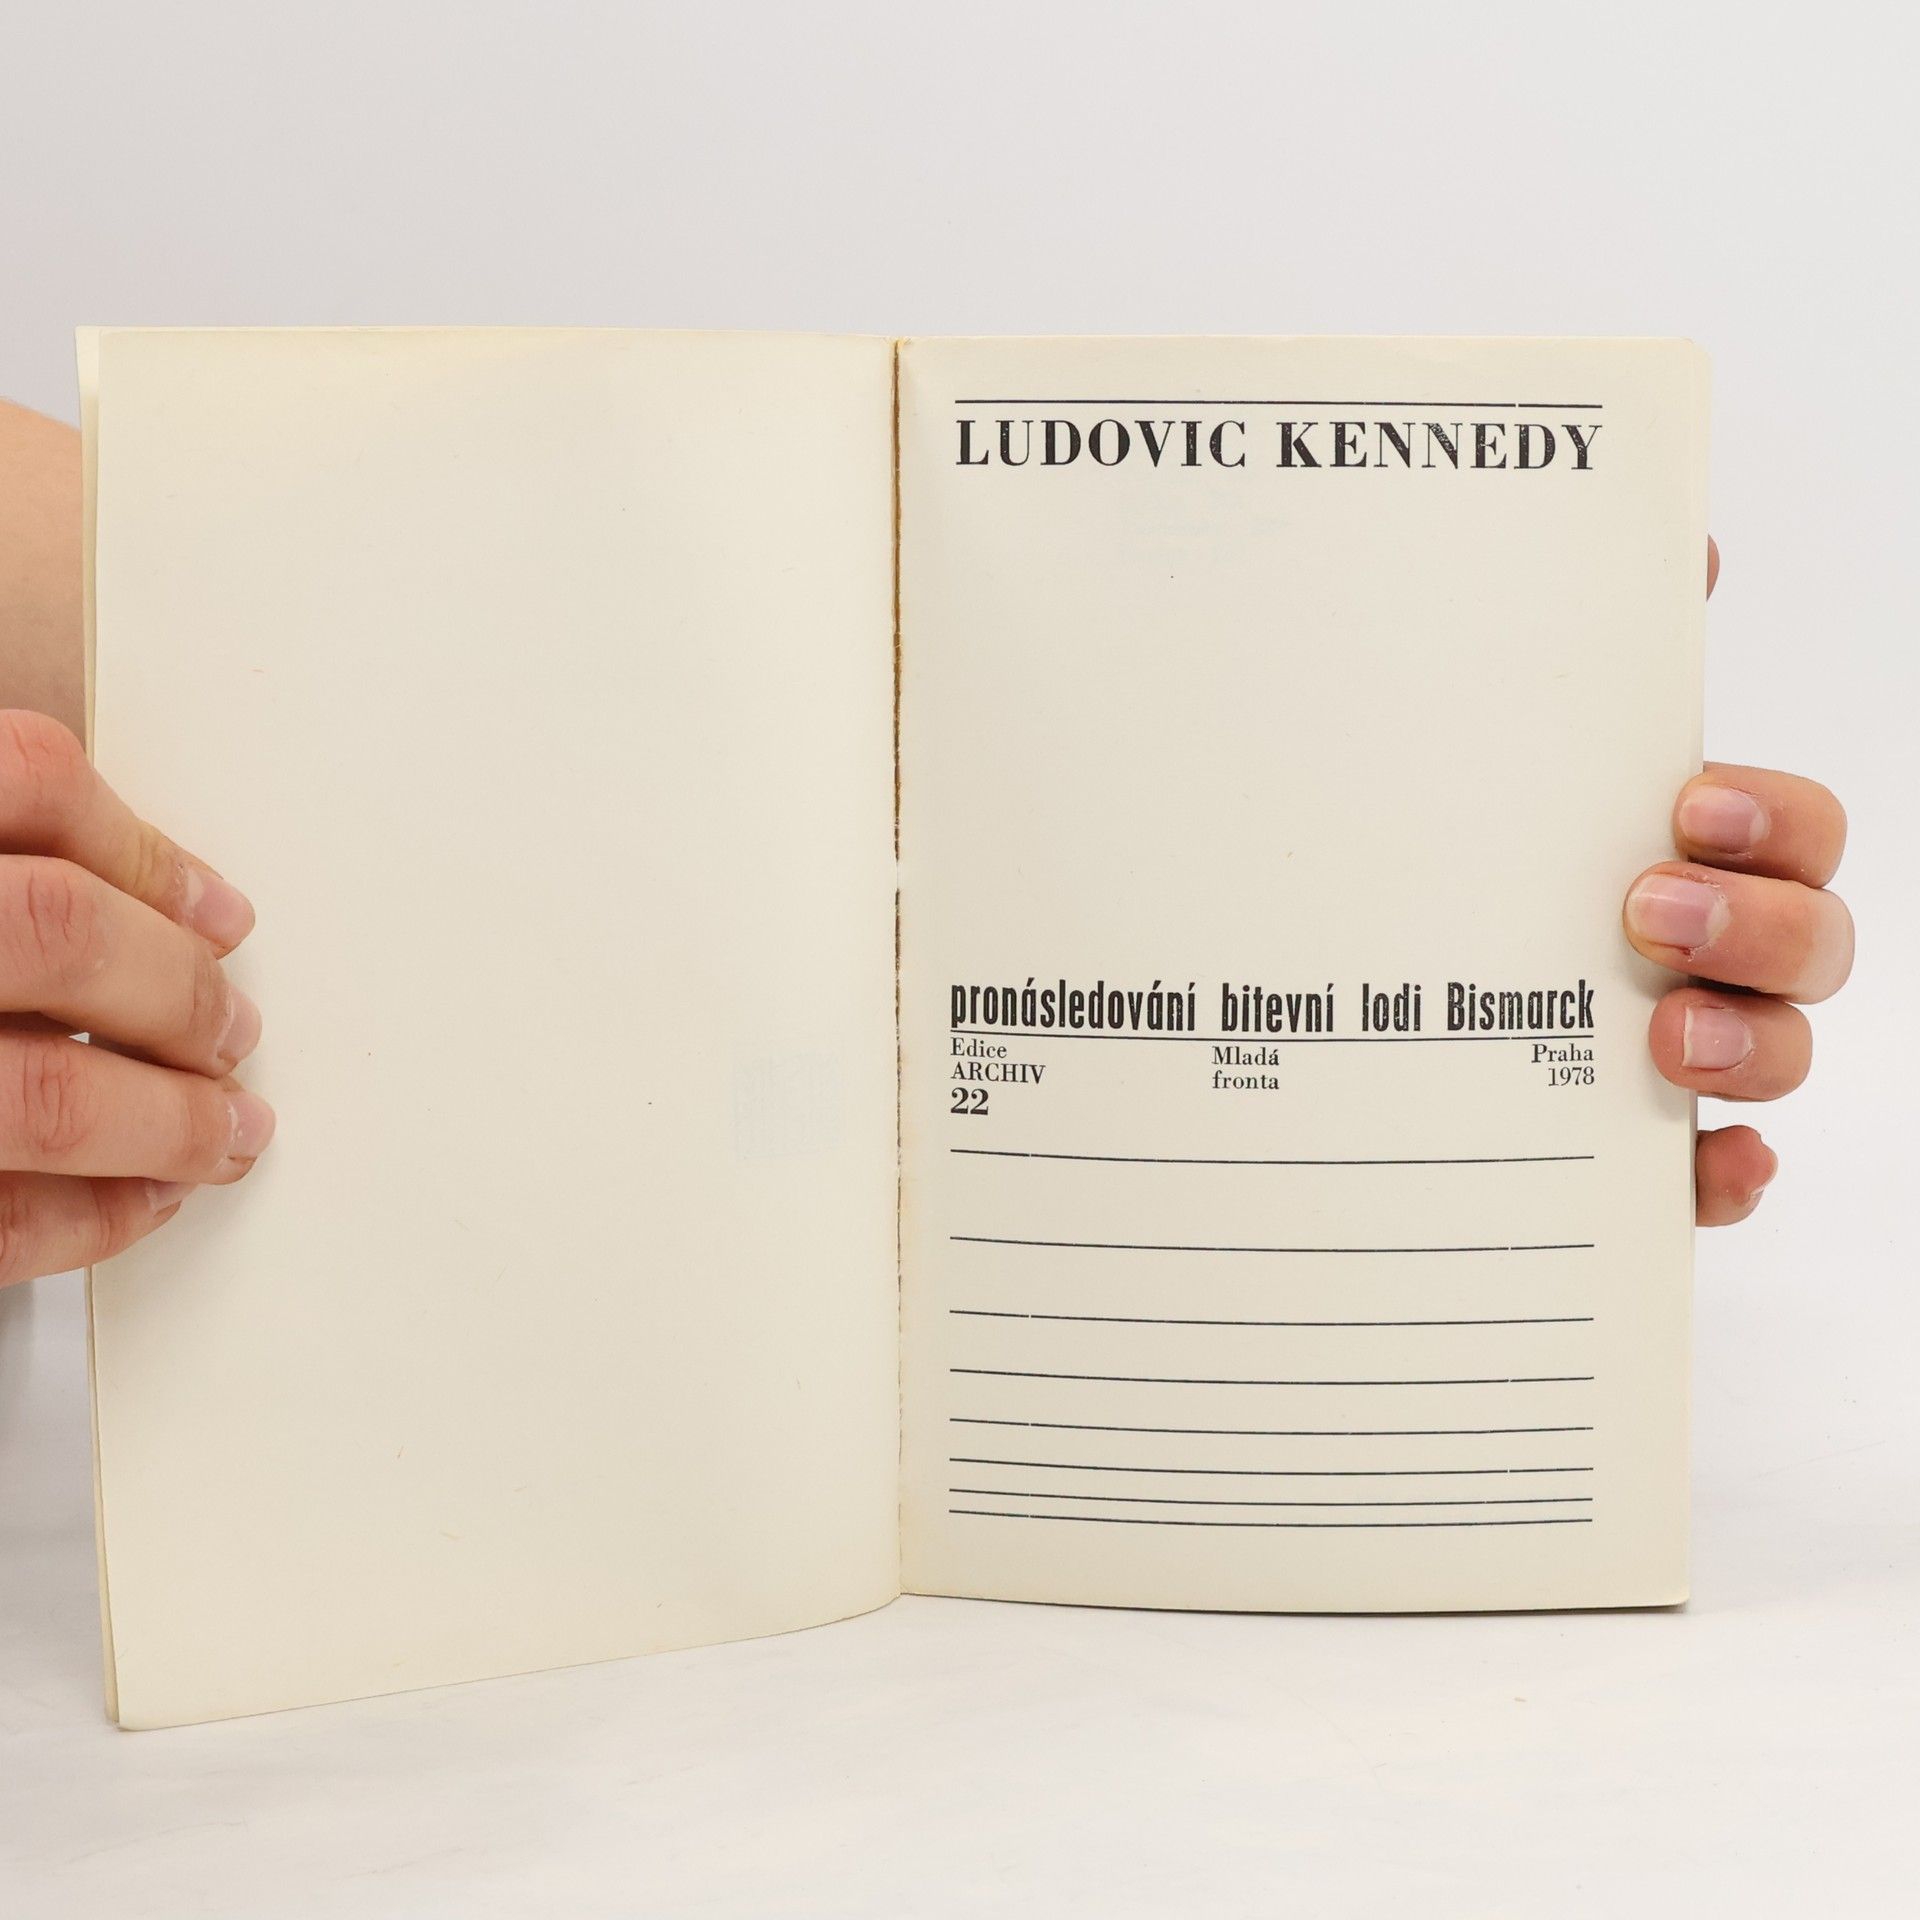 LUDOVIC KENNEDY
pronásledování bitevní lodi Bismarck
Edice
ARCHIV
22
Mladá
fronta
Praha
1978